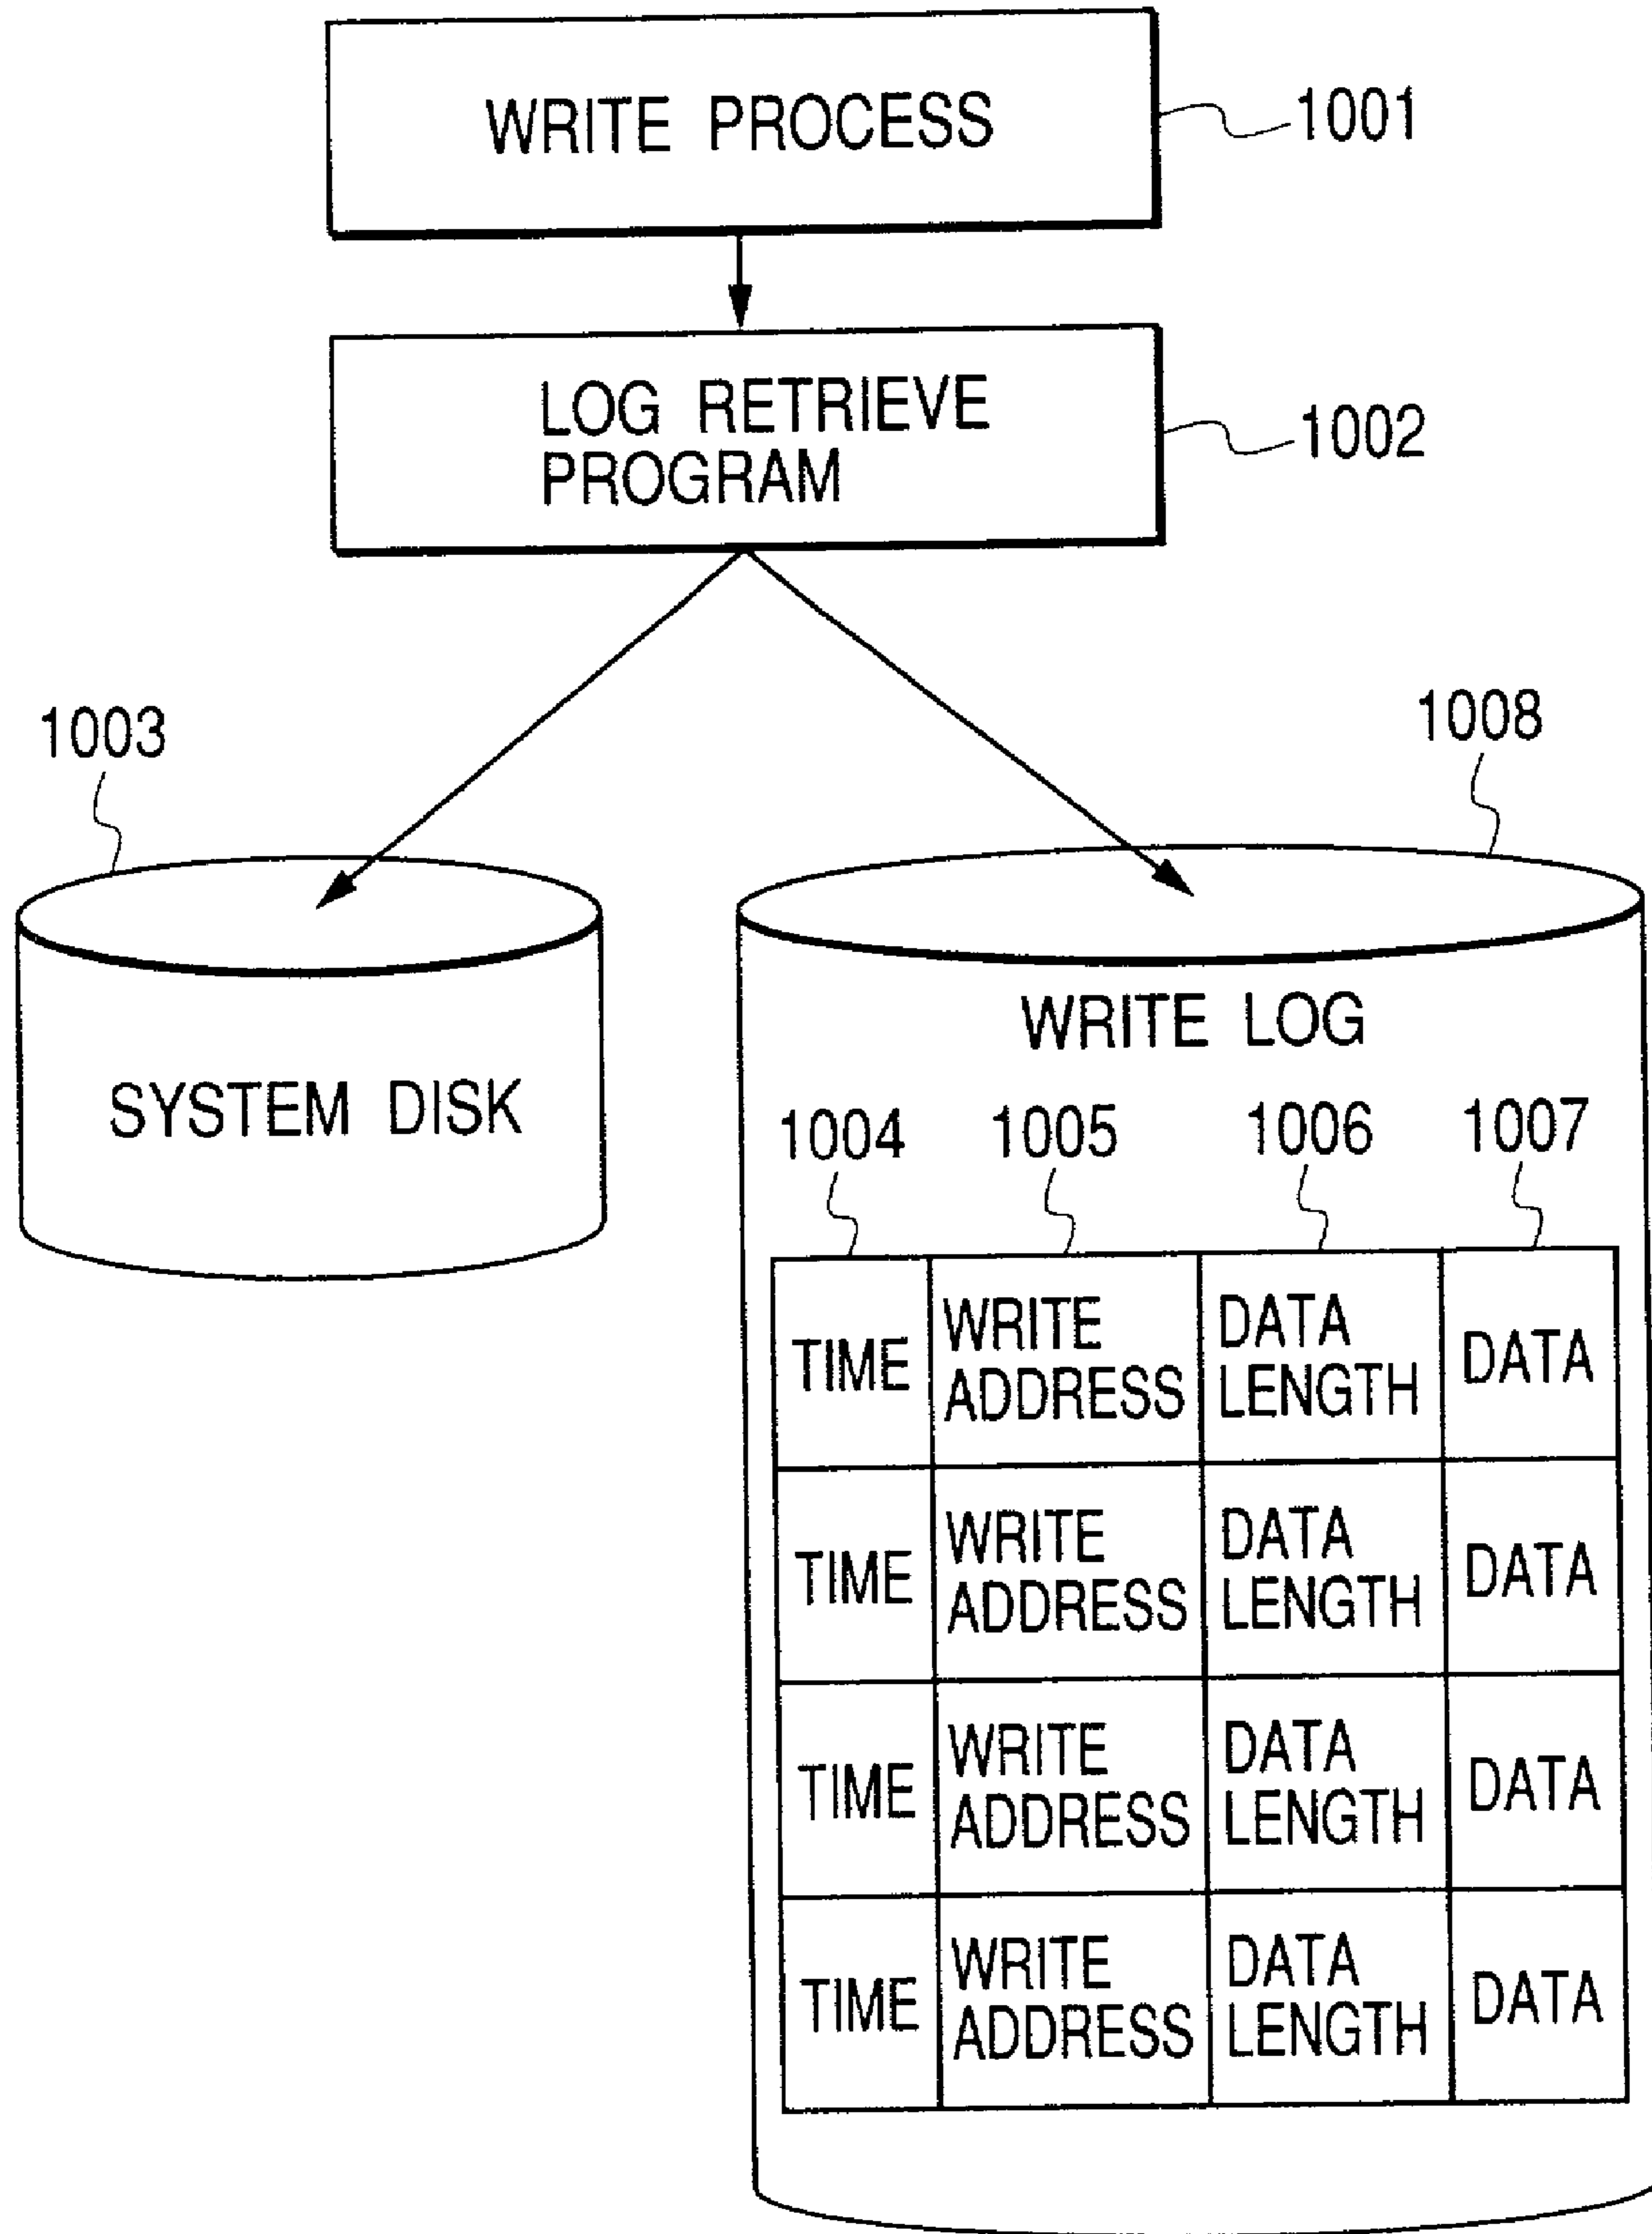 WRITE PROCESS
1001
LOG RETRIEVE
PROGRAM
1002
1003
1008
SYSTEM DISK
WRITE LOG
1004 1005 1006 1007
TIME WRITE ADDRESS DATA LENGTH DATA
TIME WRITE ADDRESS DATA LENGTH DATA
TIME WRITE ADDRESS DATA LENGTH DATA
TIME WRITE ADDRESS DATA LENGTH DATA